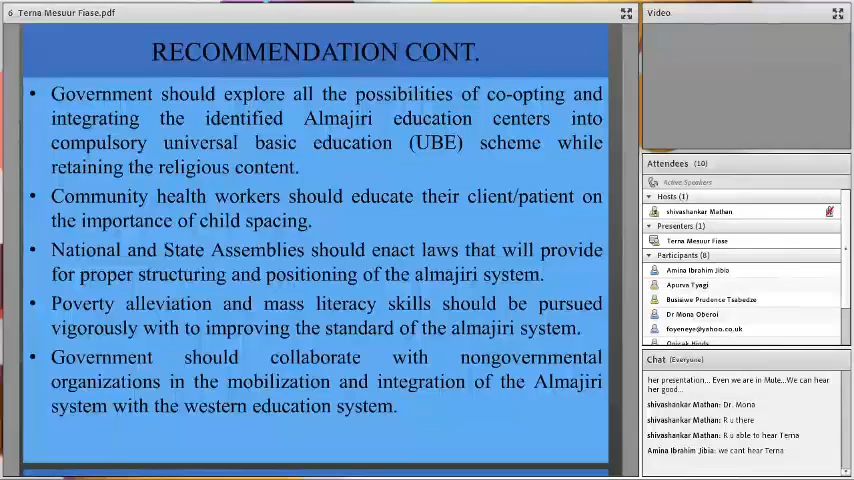 6_Terna Mesuur Fiase.pdf
RECOMMENDATION CONT.
• Government should explore all the possibilities of co-opting and
integrating the identified Almajiri education centers into
compulsory universal basic education (UBE) scheme while
retaining the religious content.
• Community health workers should educate their client/patient on
the importance of child spacing.
• National and State Assemblies should enact laws that will provide
for proper structuring and positioning of the almajiri system.
• Poverty alleviation and mass literacy skills should be pursued
vigorously with to improving the standard of the almajiri system.
• Government should collaborate with nongovernmental
organizations in the mobilization and integration of the Almajiri
system with the western education system.
Video
Attendees (10)
Active Speakers
Hosts (1)
shivashankar Mathan
Presenters (1)
Terna Mesuur Fiase
Participants (8)
Amina Ibrahim Jibia
Apurva Tyagi
Busiswe Prudence Tsabedze
Dr Mona Oberoi
foyeneye@yahoo.co.uk
Chat (Everyone)
her presentation... Even we are in Mute...We can hear
her good...
shivashankar Mathan: Dr. Mona
shivashankar Mathan: R u there
shivashankar Mathan: R u able to hear Terna
Amina Ibrahim Jibia: we cant hear Terna